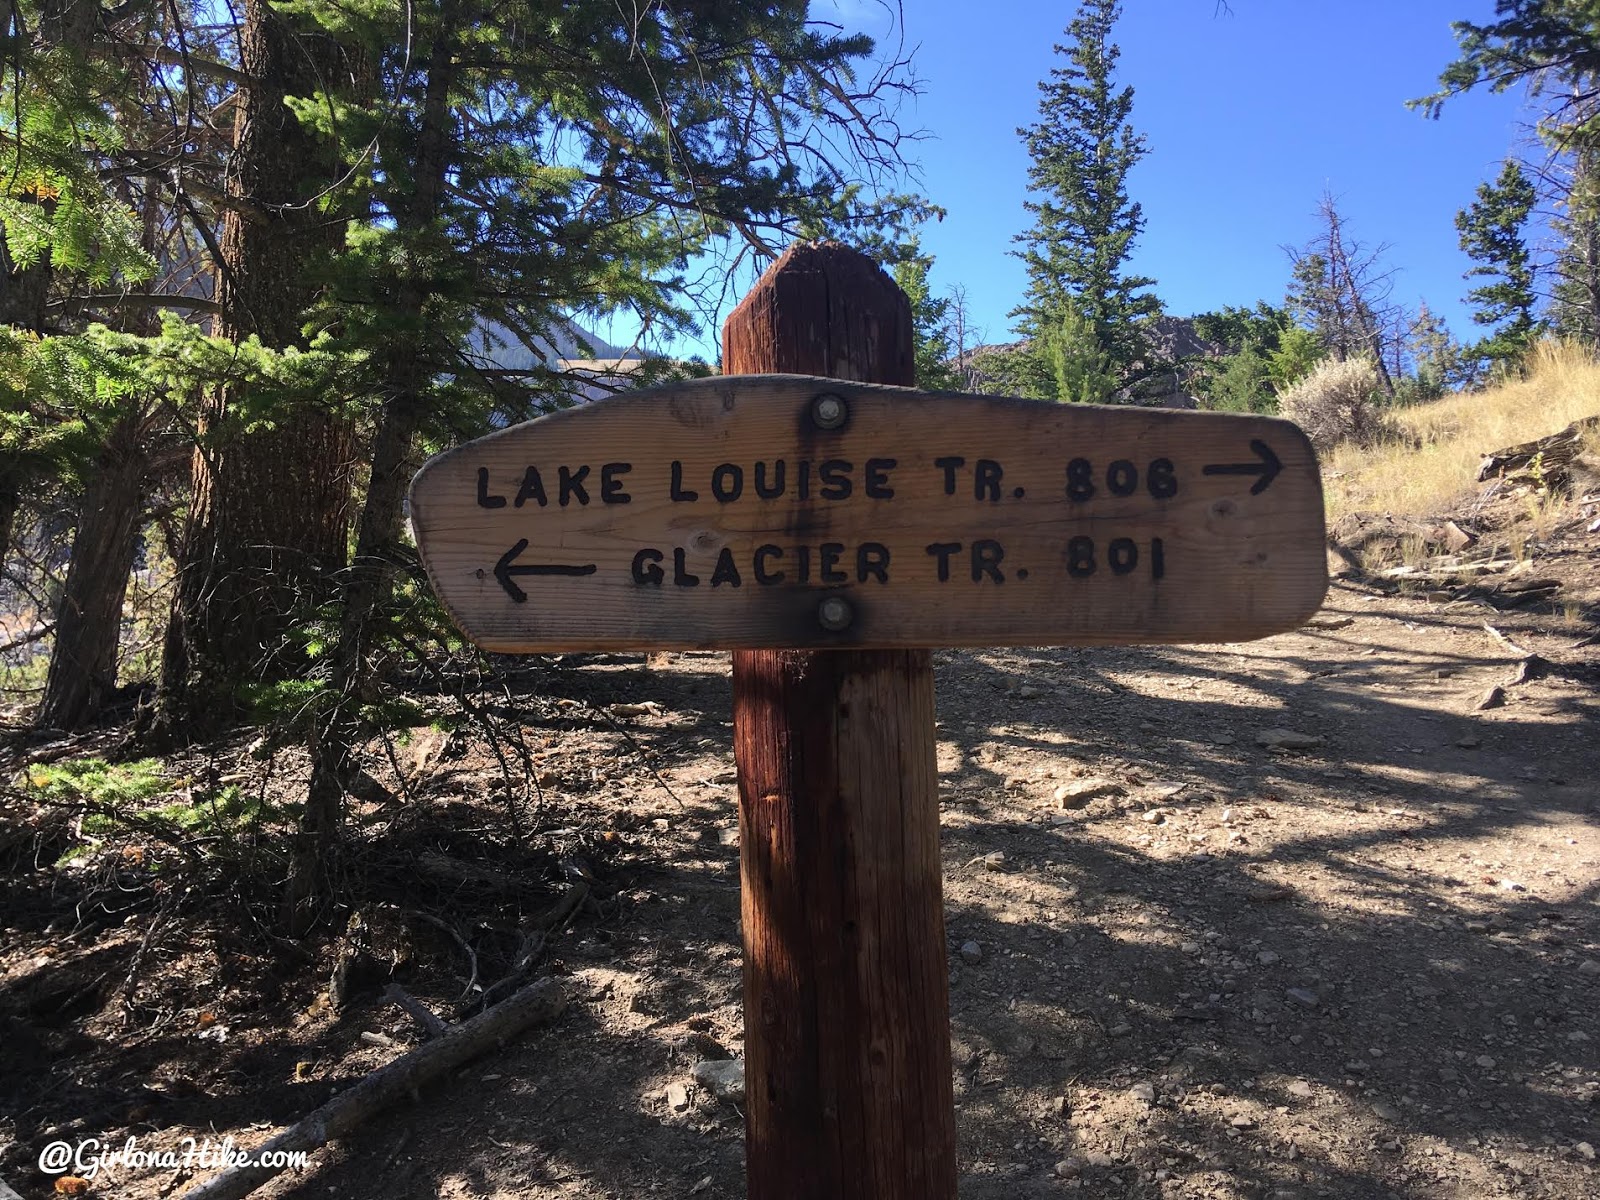 LAKE LOUISE TR. 806 →
← GLACIER TR. 801
@GirlonaHike.com